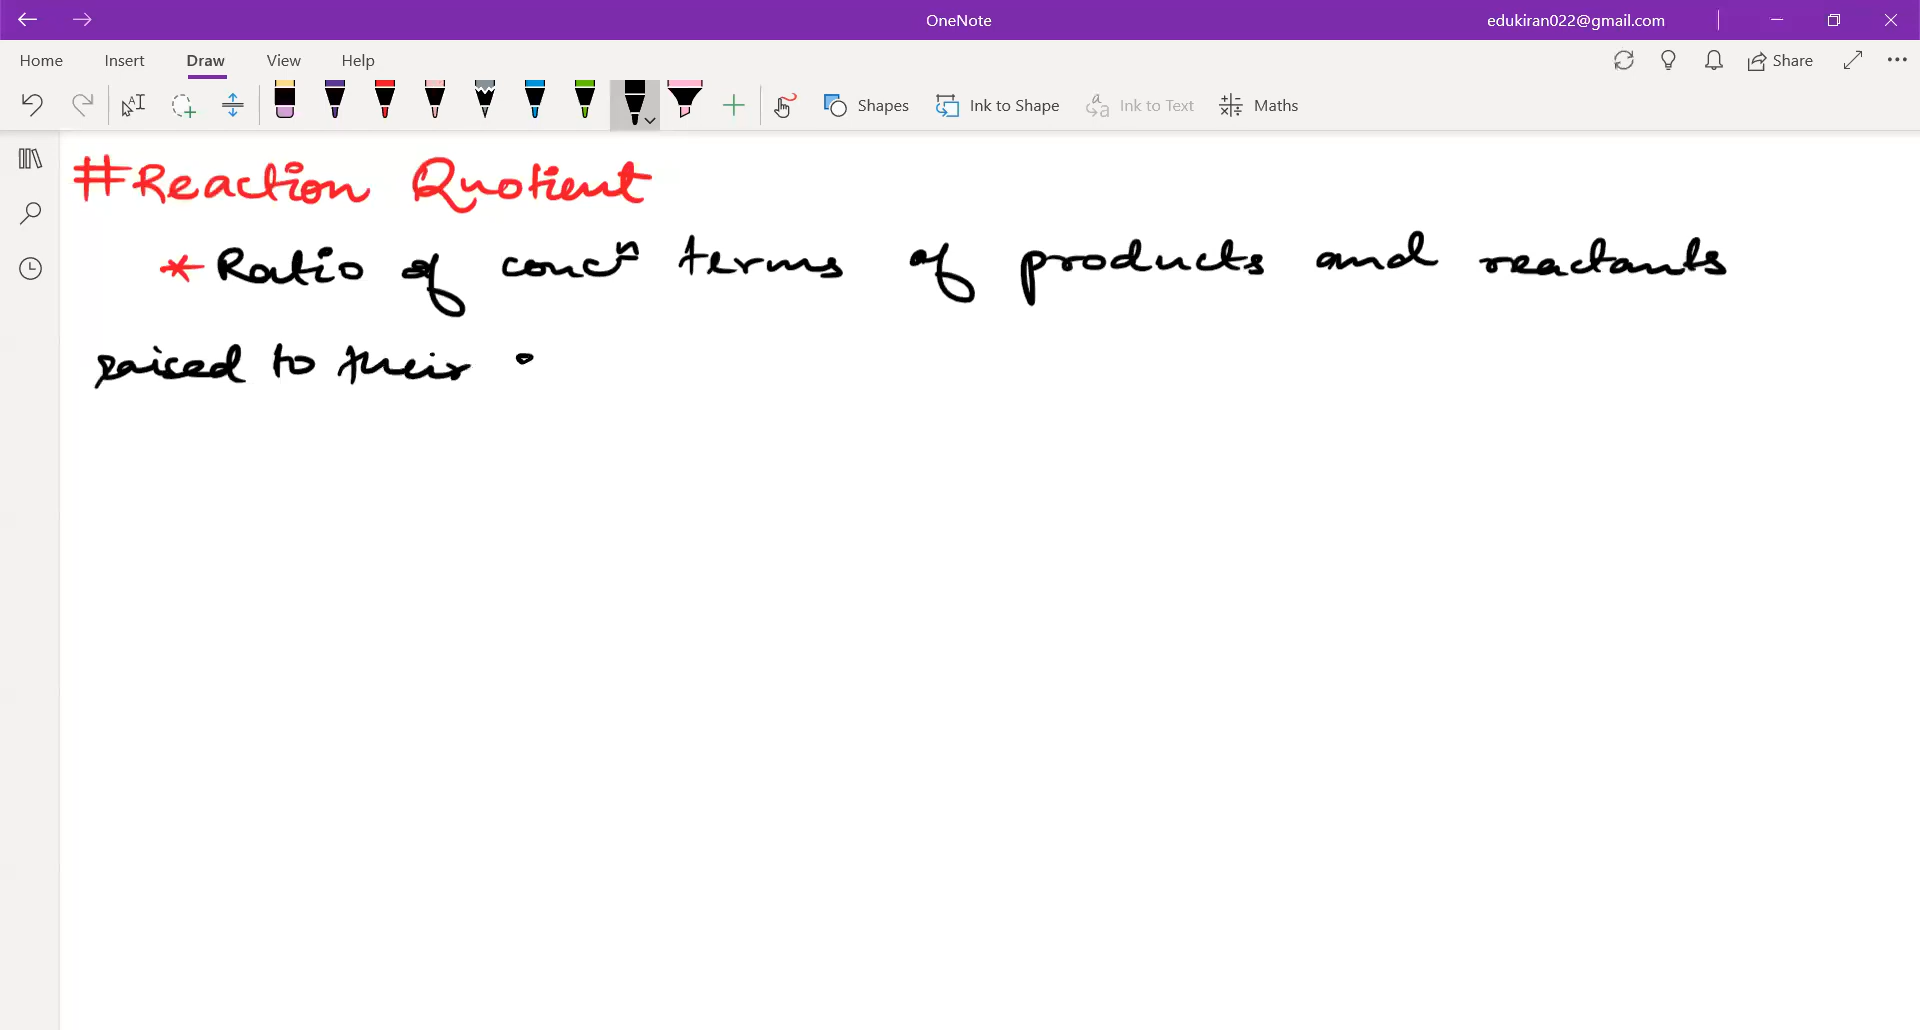 OneNote
edukiran022@gmail.com
Home Insert Draw View Help
Share
Shapes Ink to Shape Ink to Text Maths
#Reaction Quotient
* Ratio of concⁿ terms of products and reactants
raised to their